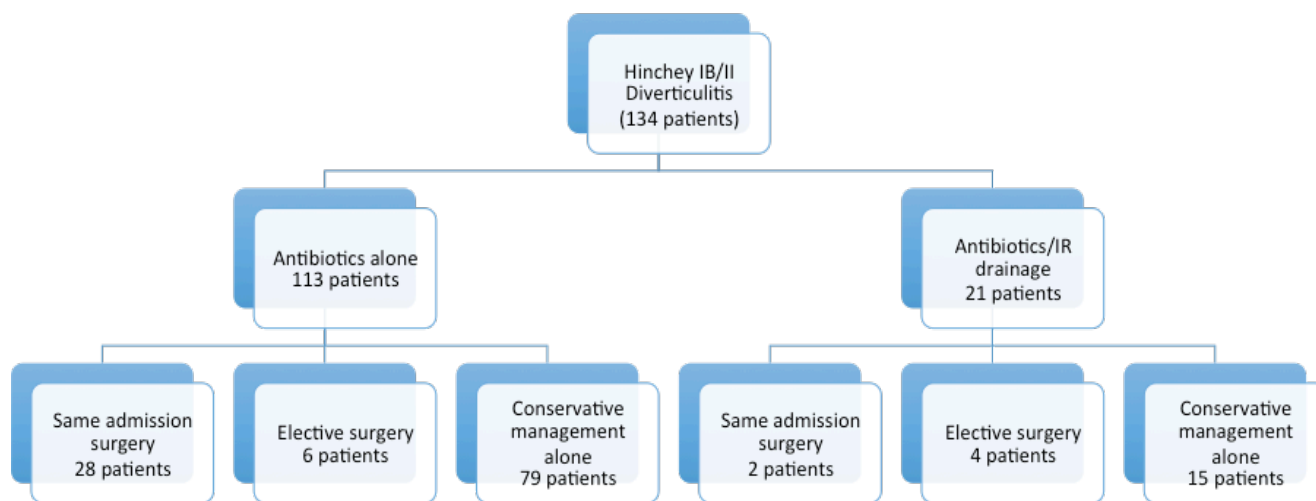 Hinchey IB/II
Diverticulitis
(134 patients)
Antibiotics alone
113 patients
Antibiotics/IR
drainage
21 patients
Same admission
surgery
28 patients
Elective surgery
6 patients
Conservative
management
alone
79 patients
Same admission
surgery
2 patients
Elective surgery
4 patients
Conservative
management
alone
15 patients